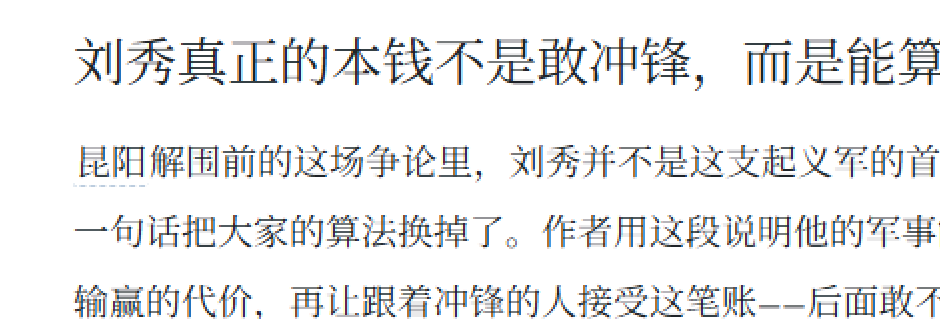 刘秀真正的本钱不是敢冲锋，而是能算
昆阳解围前的这场争论里，刘秀并不是这支起义军的首
一句话把大家的算法换掉了。作者用这段说明他的军事
输赢的代价，再让跟着冲锋的人接受这笔账——后面敢不